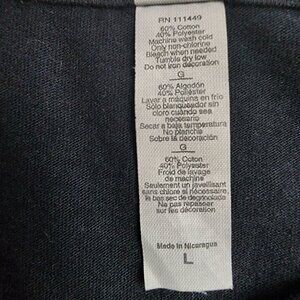 RN 111449
60% Cotton
40% Polyester
Machine wash cold
Only non-chlorine
Bleach when needed
Tumble dry low
Do not iron decoration
G
60% Algodón
40% Poliéster
Lavar a máquina en frío
Solo blanqueador sin
cloro cuando sea
necesario
Secar a baja temperatura
No planche
Sobre la decoración
G
60% Coton
40% Polyester
Froid de lavage
de machine
Seulement un javellisant
sans chlore si nécessaire
le bas sec de
Ne pas repasser
sur les décoration
Made in Nicaragua
L